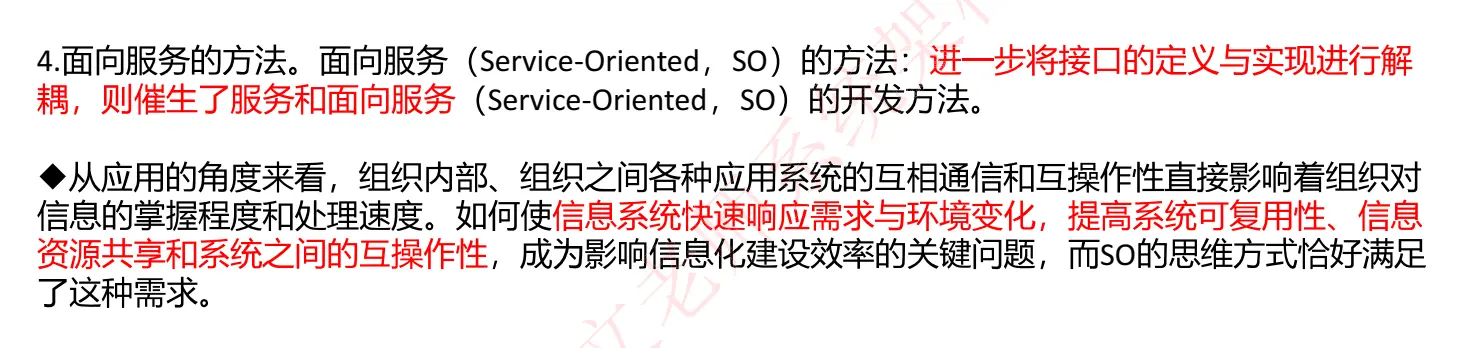 4.面向服务的方法。面向服务（Service-Oriented，SO）的方法：进一步将接口的定义与实现进行解
耦，则催生了服务和面向服务（Service-Oriented，SO）的开发方法。
◆从应用的角度来看，组织内部、组织之间各种应用系统的互相通信和互操作性直接影响着组织对
信息的掌握程度和处理速度。如何使信息系统快速响应需求与环境变化，提高系统可复用性、信息
资源共享和系统之间的互操作性，成为影响信息化建设效率的关键问题，而SO的思维方式恰好满足
了这种需求。
文老师系统架构